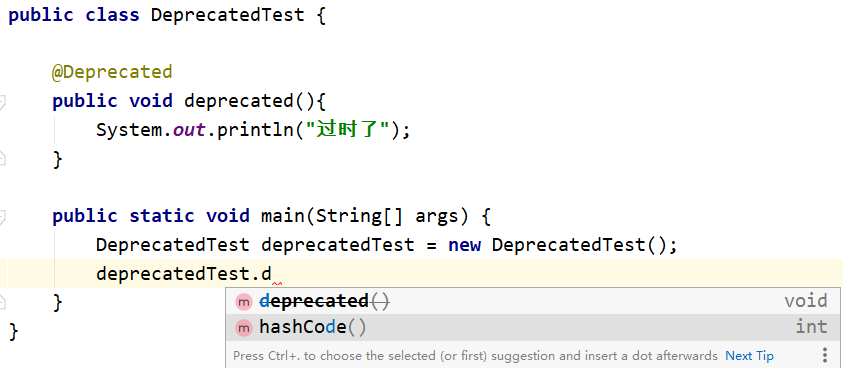 public class DeprecatedTest {
@Deprecated
public void deprecated(){
System.out.println("过时了");
}
public static void main(String[] args) {
DeprecatedTest deprecatedTest = new DeprecatedTest();
deprecatedTest.d
}
m deprecated() void
}
m hashCode() int
Press Ctrl+. to choose the selected (or first) suggestion and insert a dot afterwards Next Tip